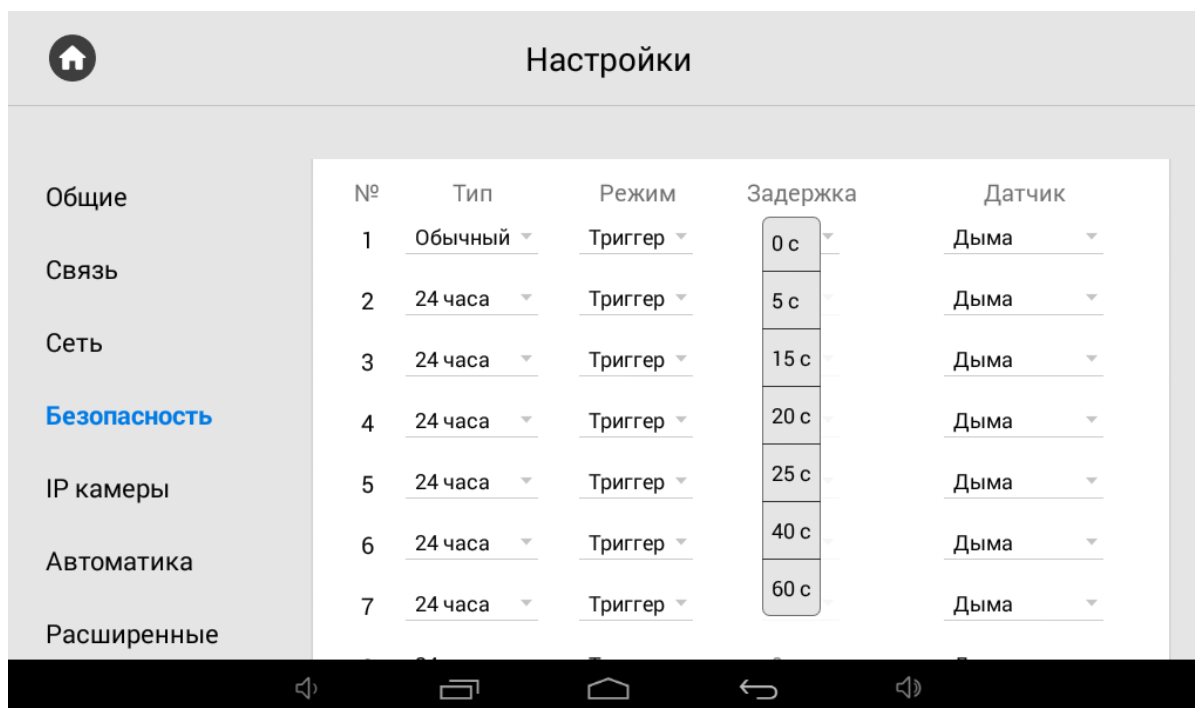 Настройки
Общие
Связь
Сеть
Безопасность
IP камеры
Автоматика
Расширенные
№ Тип Режим Задержка Датчик
1 Обычный Триггер 0 с Дыма
2 24 часа Триггер 5 с Дыма
3 24 часа Триггер 15 с Дыма
4 24 часа Триггер 20 с Дыма
5 24 часа Триггер 25 с Дыма
6 24 часа Триггер 40 с Дыма
7 24 часа Триггер 60 с Дыма